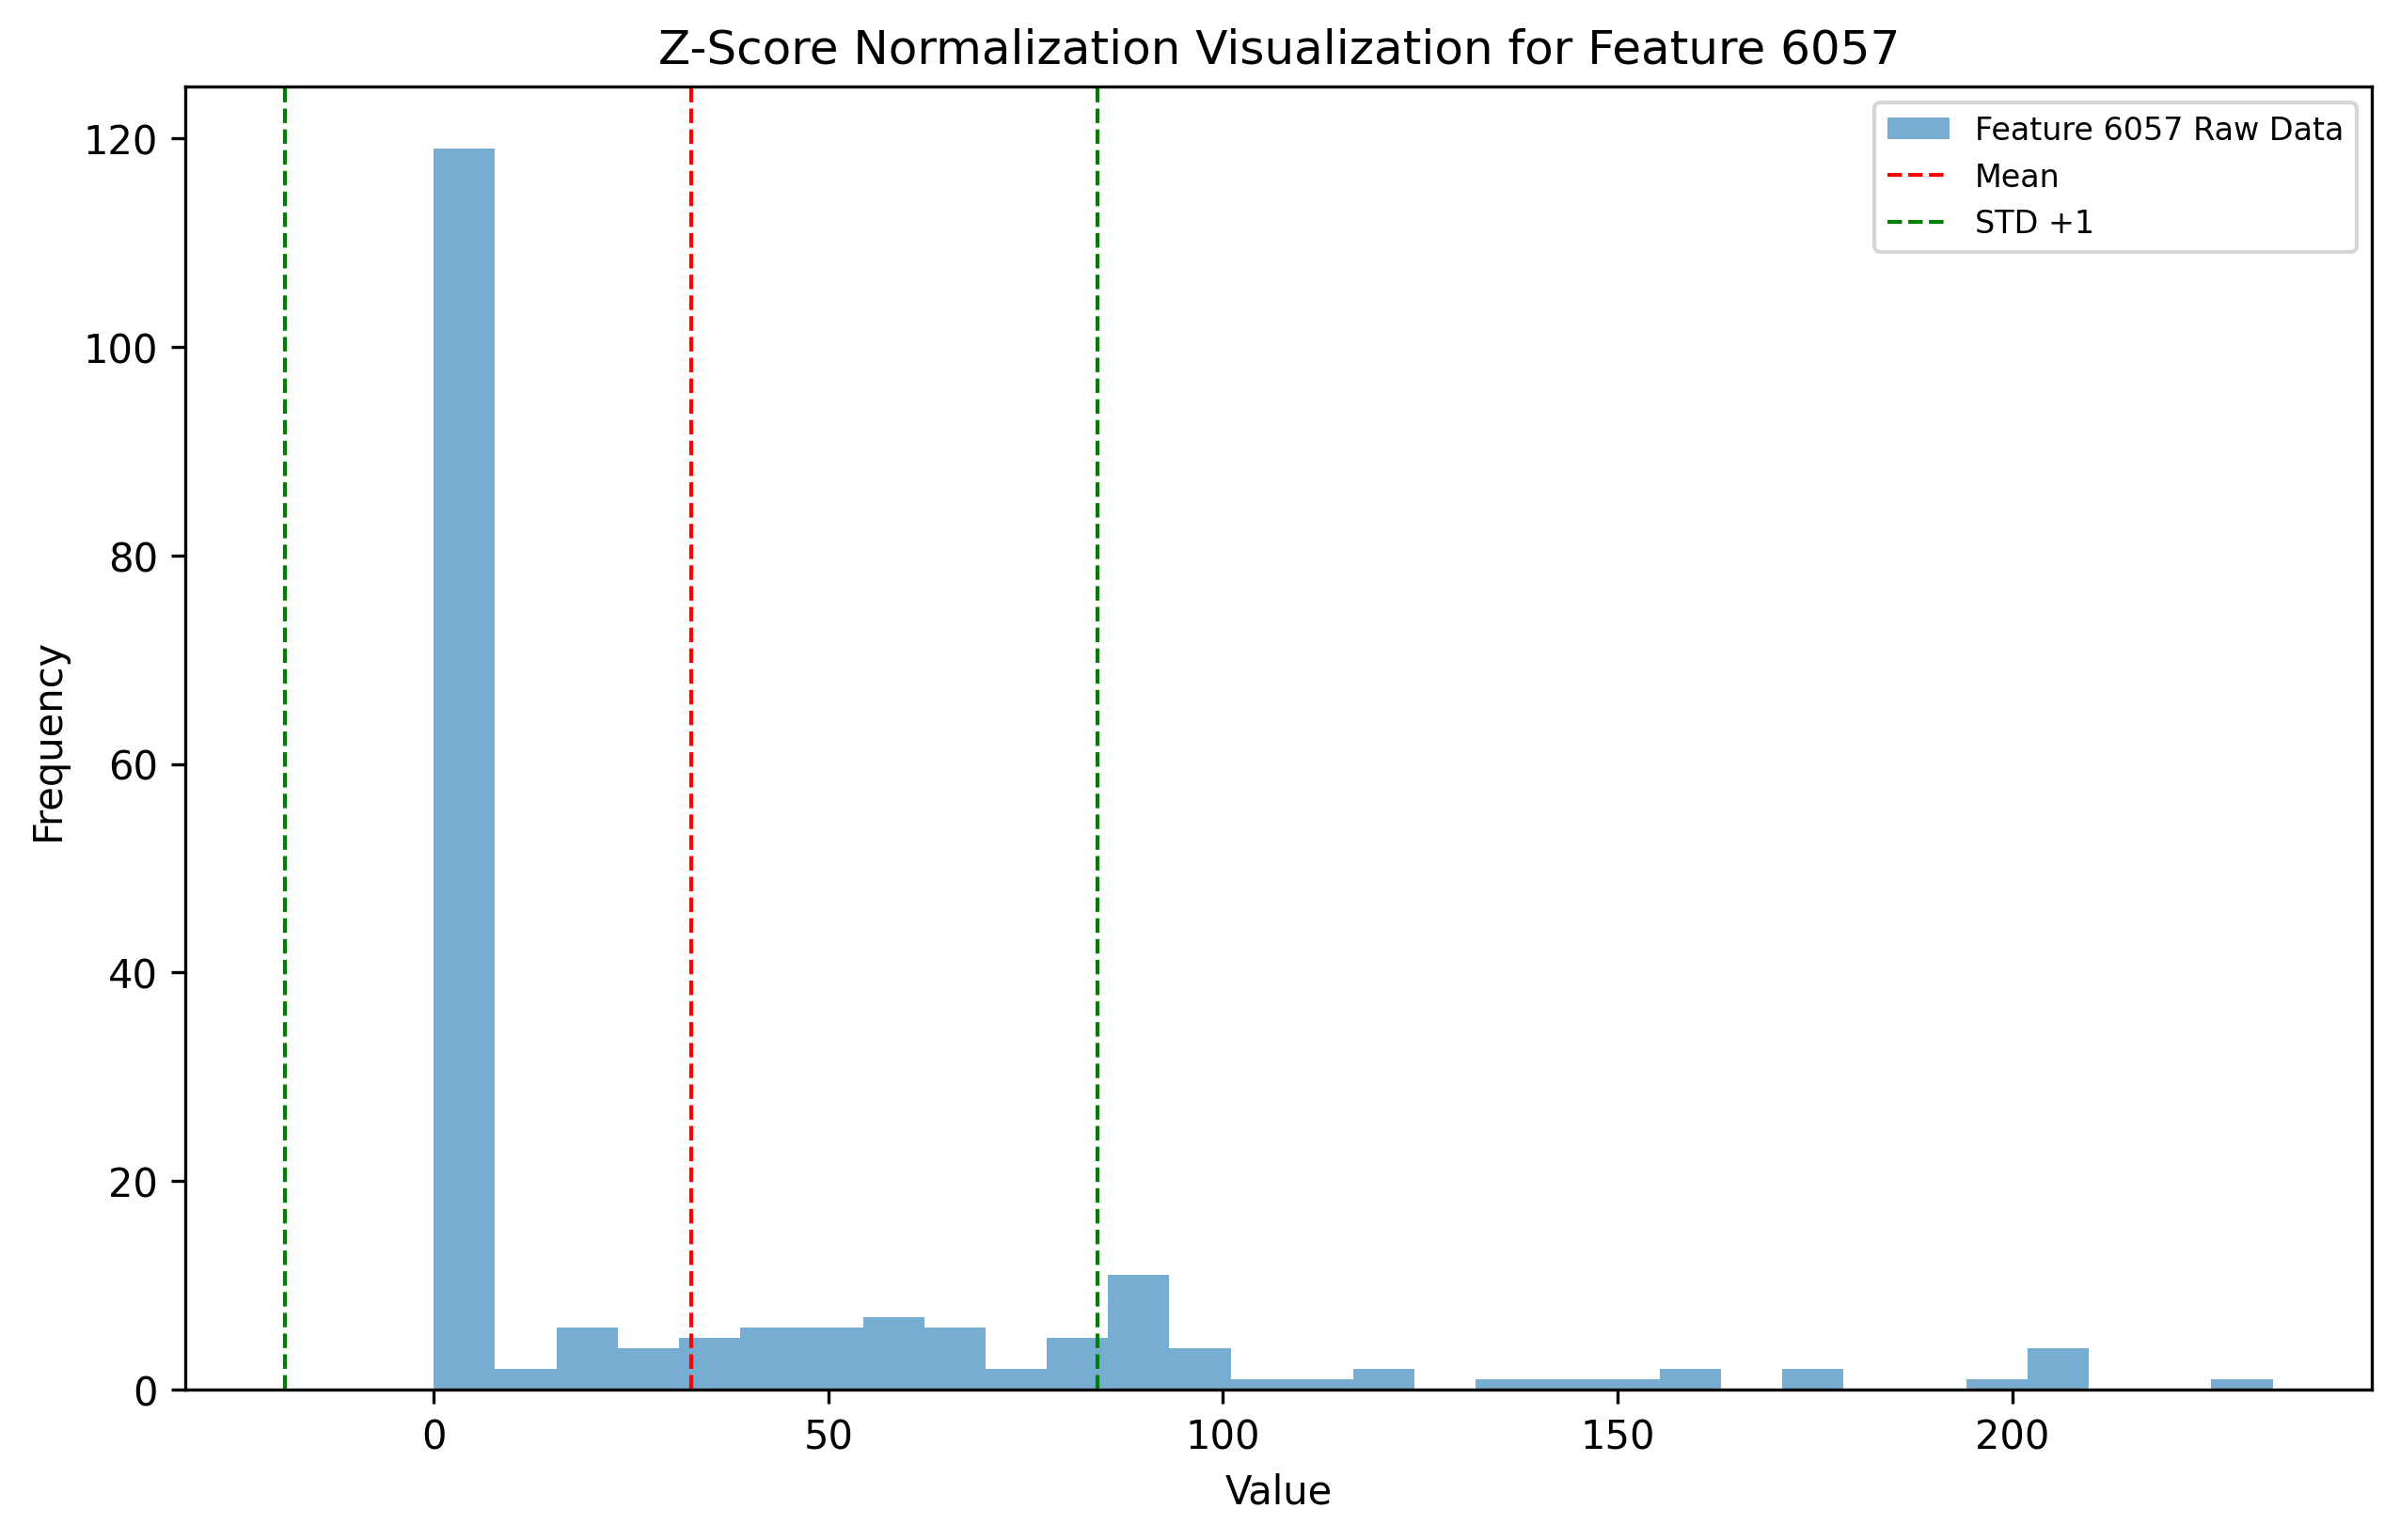 Z-Score Normalization Visualization for Feature 6057
Feature 6057 Raw Data
Mean
STD +1
120
100
80
60
40
20
0
Frequency
0 50 100 150 200
Value